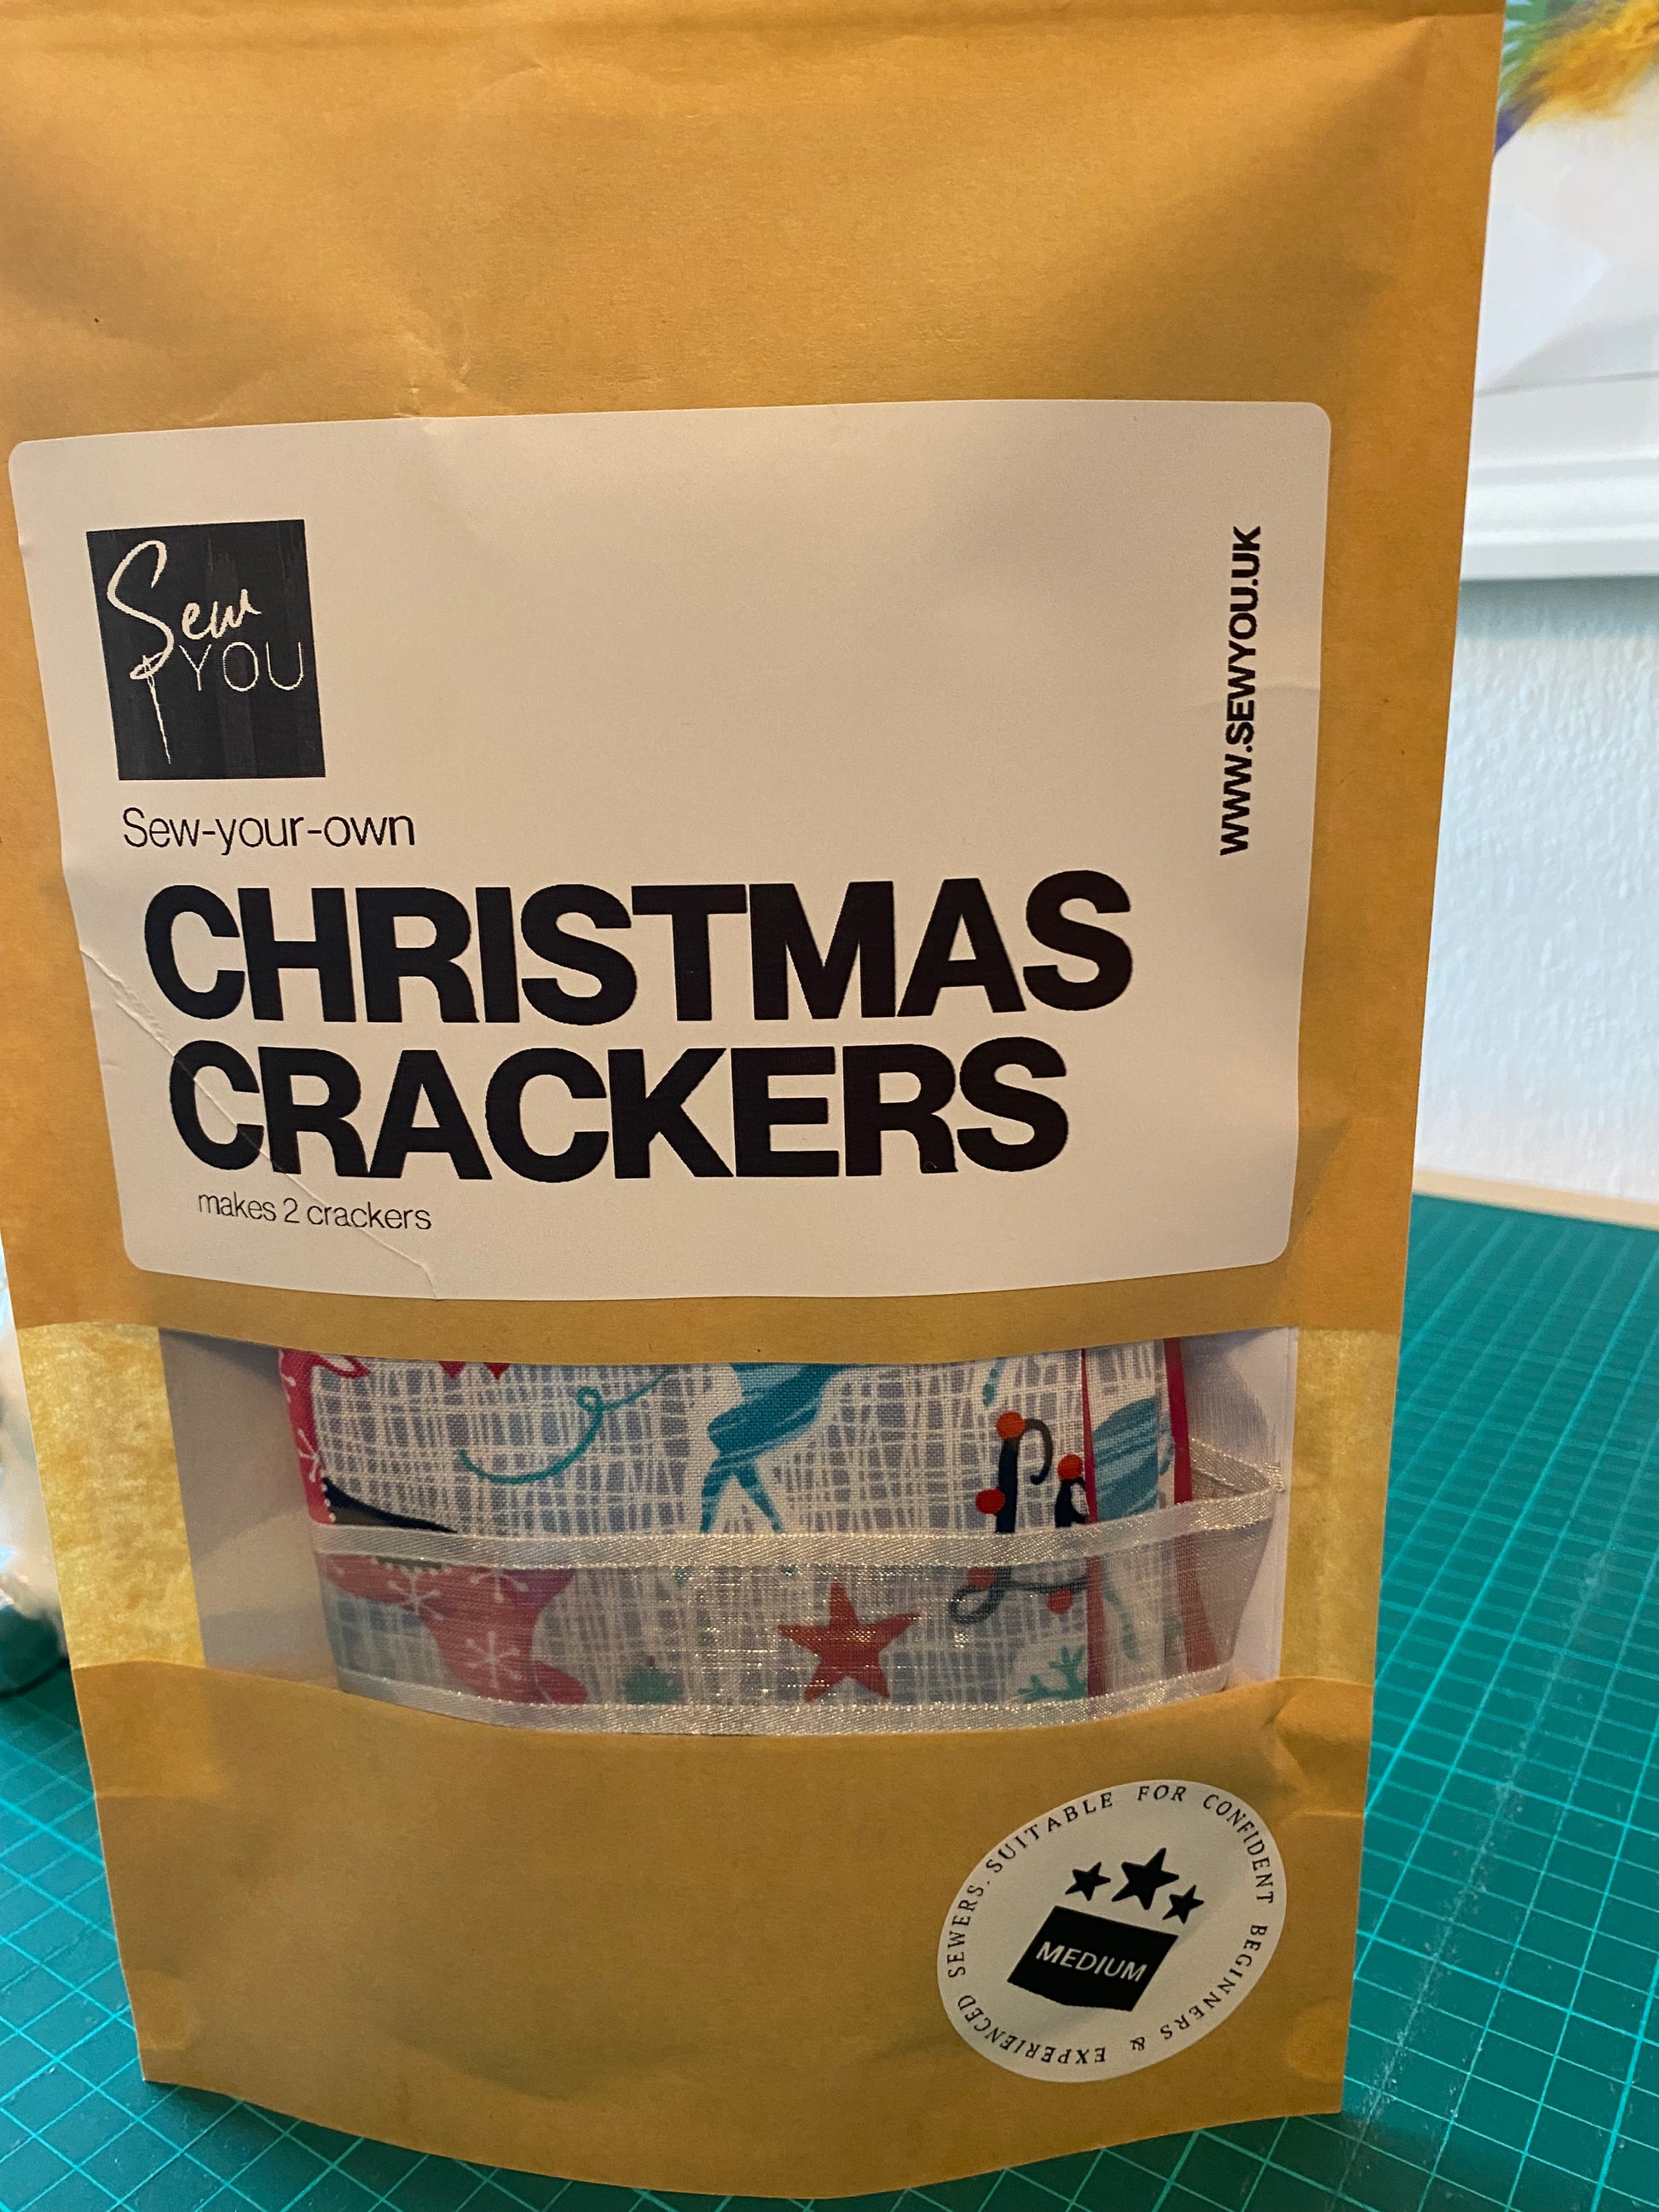 Sew
YOU
WWW.SEWYOU.UK
Sew-your-own
CHRISTMAS
CRACKERS
makes 2 crackers
SUITABLE FOR CONFIDENT BEGINNERS & EXPERIENCED SEWERS.
MEDIUM